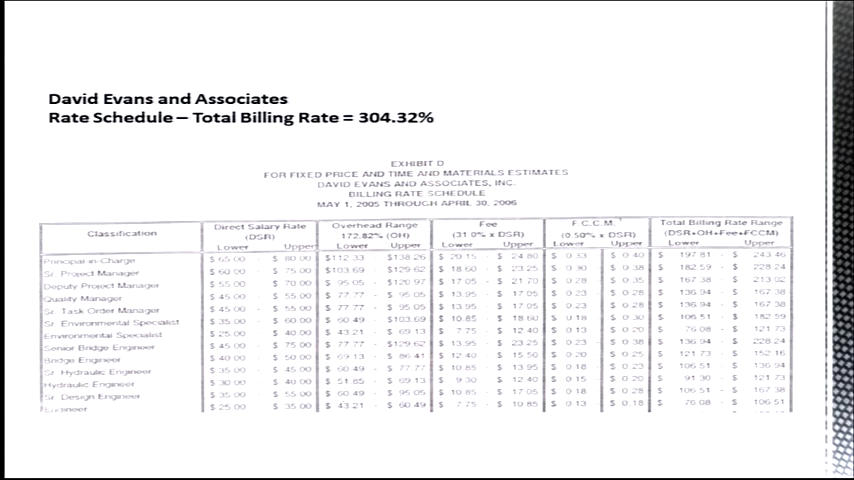 David Evans and Associates
Rate Schedule – Total Billing Rate = 304.32%
EXHIBIT D
FOR FIXED PRICE AND TIME AND MATERIALS ESTIMATES
DAVID EVANS AND ASSOCIATES, INC.
BILLING RATE SCHEDULE
MAY 1, 2005 THROUGH APRIL 30, 2006
Classification Direct Salary Rate (DSR) Lower Upper Overhead Range 172.82% (OH) Lower Upper Fee (31.0% x DSR) Lower Upper F.C.C.M. (0.50% x DSR) Lower Upper Total Billing Rate Range (DSR+OH+Fee+FCCM) Lower Upper
Principal-in-Charge $ 65.00 - $ 80.00 $112.33 - $138.26 $ 20.15 - $ 24.80 $ 0.33 $ 0.40 $ 197.81 - $ 243.46
Sr. Project Manager $ 60.00 - $ 75.00 $103.69 - $129.62 $ 18.60 - $ 23.25 $ 0.30 $ 0.38 $ 182.59 - $ 228.24
Deputy Project Manager $ 55.00 - $ 70.00 $ 95.05 - $120.97 $ 17.05 - $ 21.70 $ 0.28 $ 0.35 $ 167.38 - $ 213.02
Quality Manager $ 45.00 - $ 55.00 $ 77.77 - $ 95.05 $ 13.95 - $ 17.05 $ 0.23 $ 0.28 $ 136.94 - $ 167.38
Sr. Task Order Manager $ 45.00 - $ 55.00 $ 77.77 - $ 95.05 $ 13.95 - $ 17.05 $ 0.23 $ 0.28 $ 136.94 - $ 167.38
Sr. Environmental Specialist $ 35.00 - $ 60.00 $ 60.49 - $103.69 $ 10.85 - $ 18.60 $ 0.18 $ 0.30 $ 106.51 - $ 182.59
Environmental Specialist $ 25.00 - $ 40.00 $ 43.21 - $ 69.13 $ 7.75 - $ 12.40 $ 0.13 $ 0.20 $ 76.08 - $ 121.73
Senior Bridge Engineer $ 45.00 - $ 75.00 $ 77.77 - $129.62 $ 13.95 - $ 23.25 $ 0.23 - $ 0.38 $ 136.94 - $ 228.24
Bridge Engineer $ 40.00 - $ 50.00 $ 69.13 - $ 86.41 $ 12.40 - $ 15.50 $ 0.20 $ 0.25 $ 121.73 - $ 152.16
Sr. Hydraulic Engineer $ 35.00 - $ 45.00 $ 60.49 - $ 77.77 $ 10.85 - $ 13.95 $ 0.18 $ 0.23 $ 106.51 - $ 136.94
Hydraulic Engineer $ 30.00 - $ 40.00 $ 51.85 - $ 69.13 $ 9.30 - $ 12.40 $ 0.15 $ 0.20 $ 91.30 - $ 121.73
Sr. Design Engineer $ 35.00 - $ 55.00 $ 60.49 - $ 95.05 $ 10.85 - $ 17.05 $ 0.18 $ 0.28 $ 106.51 - $ 167.38
Engineer $ 25.00 $ 35.00 $ 43.21 - $ 60.49 $ 7.75 - $ 10.85 $ 0.13 $ 0.18 $ 76.08 - $ 106.51